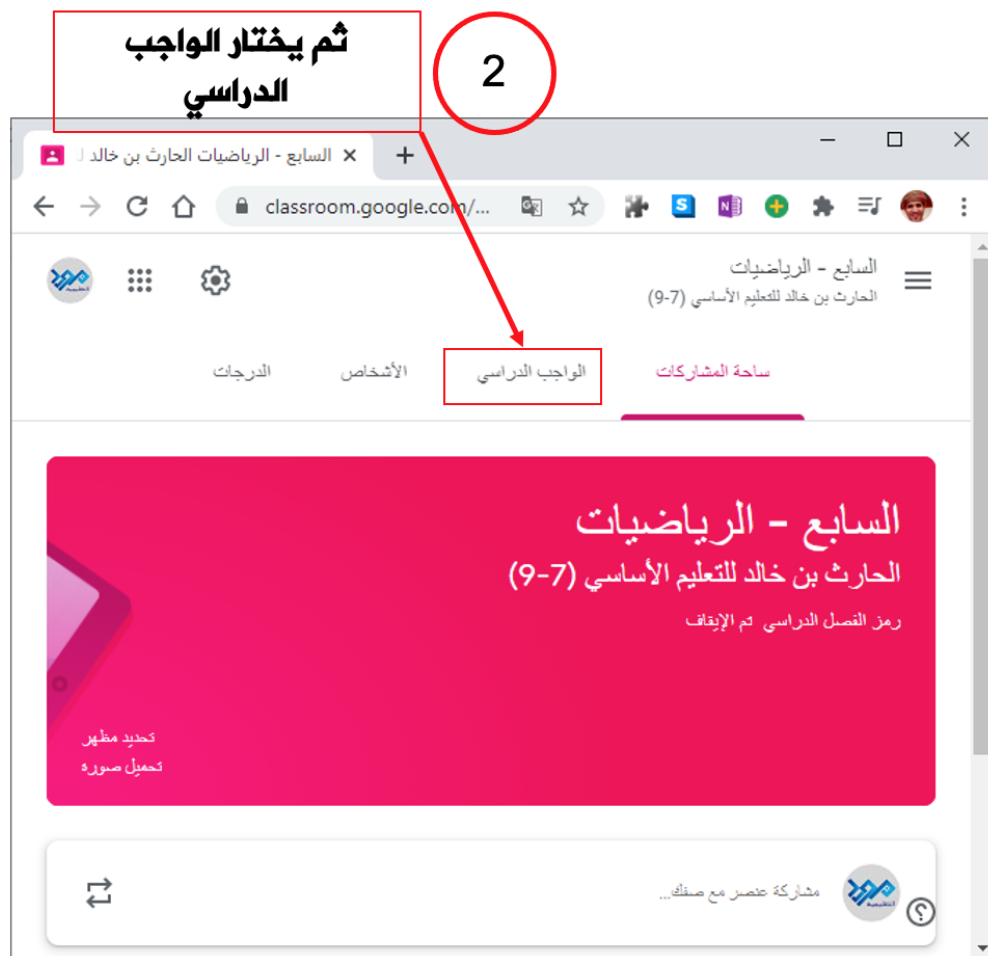 ثم يختار الواجب
الدراسي
2
السابع - الرياضيات الحارث بن خالد ل
classroom.google.com/...
السابع - الرياضيات
الحارث بن خالد للتعليم الأساسي (7-9)
ساحة المشاركات
الواجب الدراسي
الأشخاص
الدرجات
السابع - الرياضيات
الحارث بن خالد للتعليم الأساسي (7-9)
رمز الفصل الدراسي تم الإيقاف
تحديد مظهر
تحميل صورة
مشاركة عنصر مع صفك...